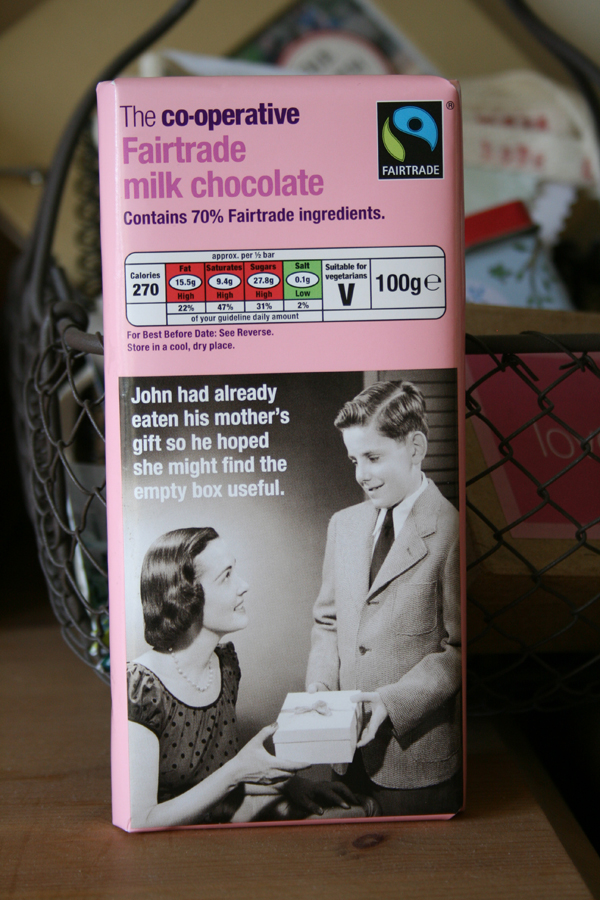 The co-operative
Fairtrade
milk chocolate
Contains 70% Fairtrade ingredients.
FAIRTRADE
®
approx. per ½ bar
Calories
270
Fat
15.5g
High
22%
Saturates
9.4g
High
47%
Sugars
27.8g
High
31%
Salt
0.1g
Low
2%
of your guideline daily amount
Suitable for
vegetarians
V
100g℮
For Best Before Date: See Reverse.
Store in a cool, dry place.
John had already
eaten his mother's
gift so he hoped
she might find the
empty box useful.